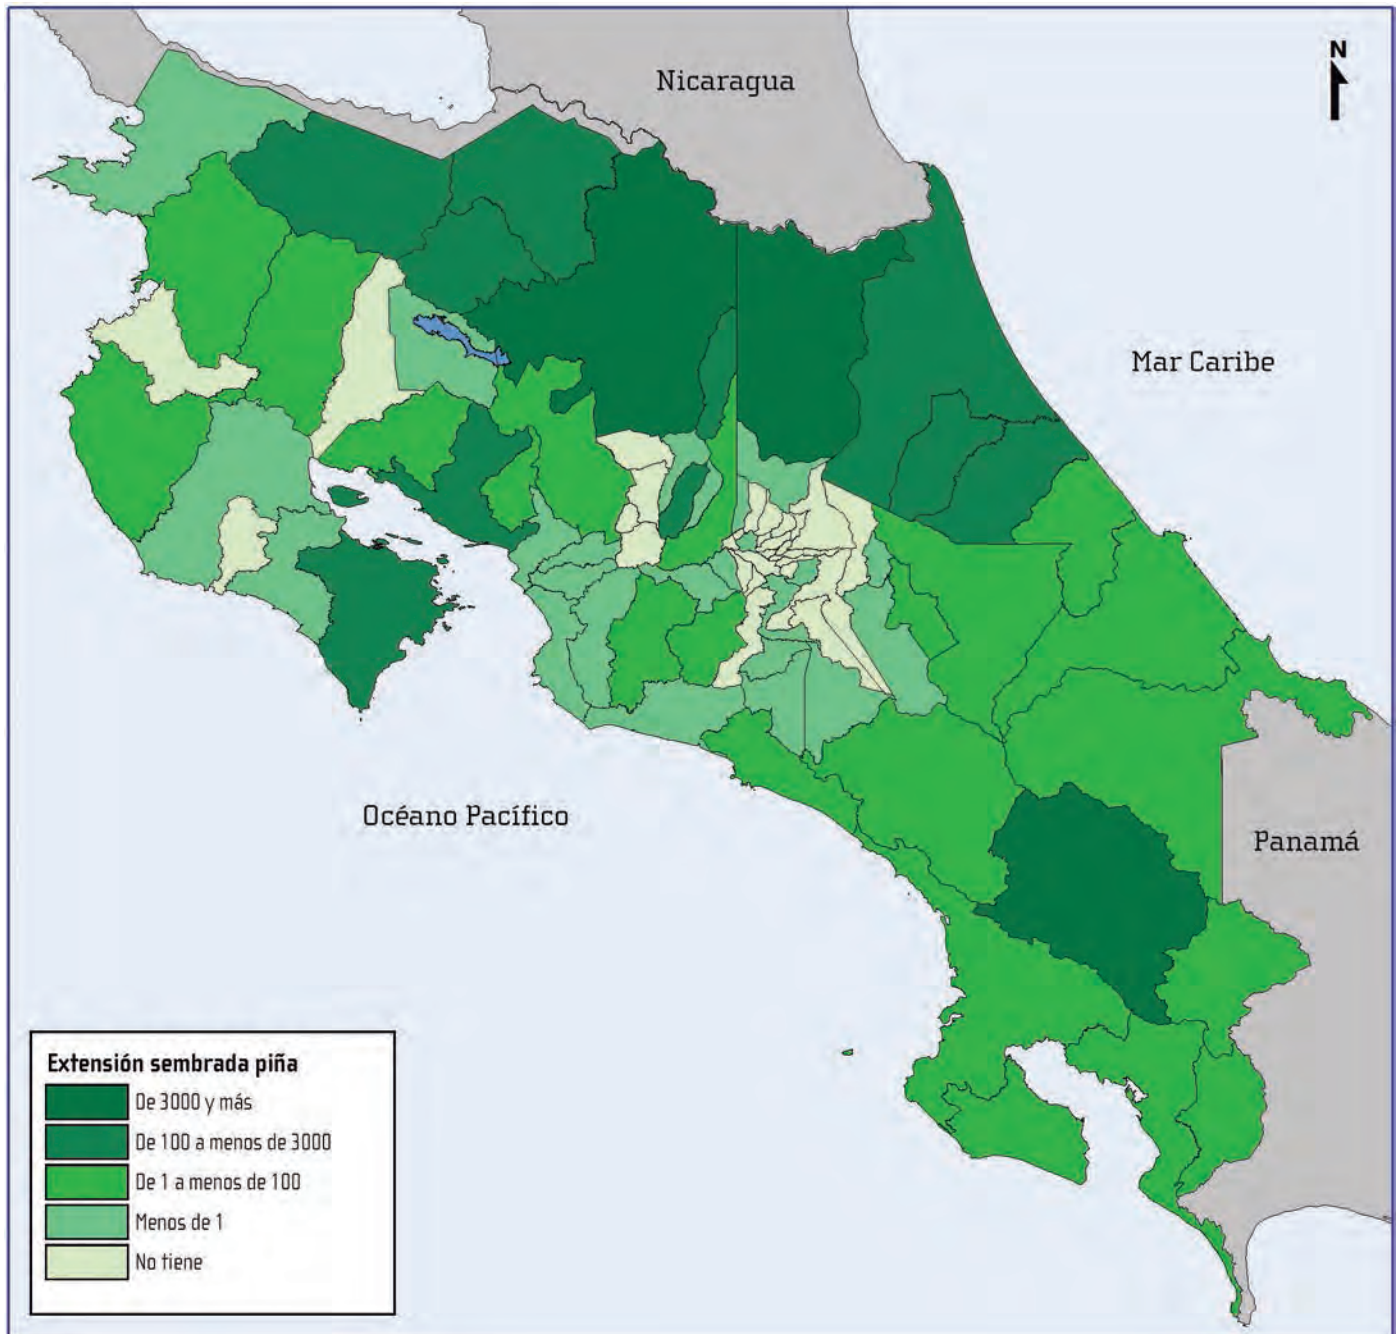 N
Nicaragua
Mar Caribe
Océano Pacífico
Panamá
Extensión sembrada piña
De 3000 y más
De 100 a menos de 3000
De 1 a menos de 100
Menos de 1
No tiene